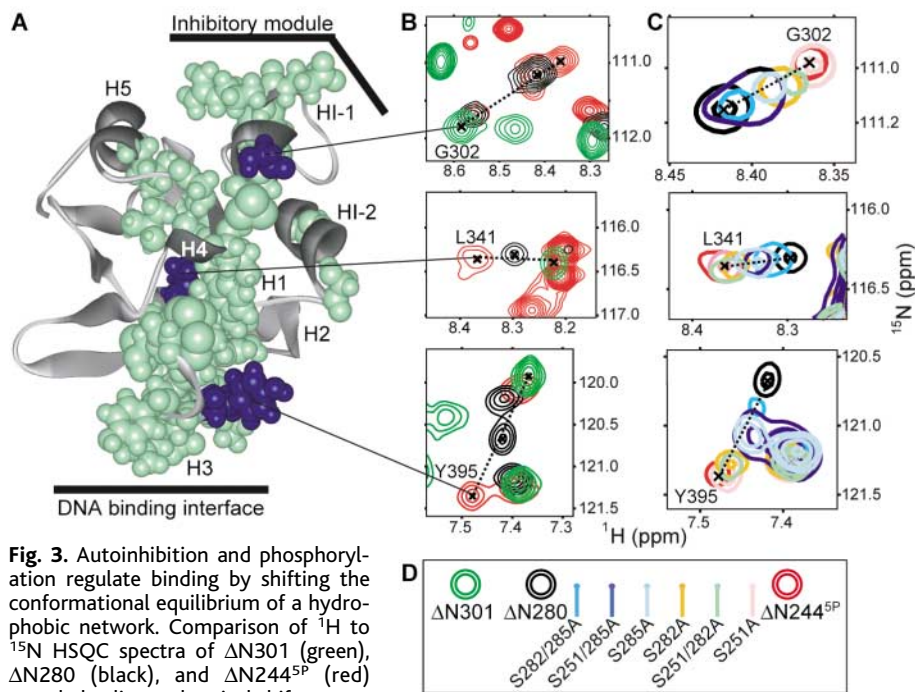 A
Inhibitory module
H5
HI-1
HI-2
H4
H1
H2
H3
DNA binding interface
B
G302
111.0
112.0
8.6 8.5 8.4 8.3
L341
116.0
116.5
117.0
8.4 8.3 8.2
Y395
120.0
120.5
121.0
121.5
7.5 7.4 7.3
¹H (ppm)
C
G302
111.0
111.2
8.45 8.40 8.35
L341
116.0
116.5
8.4 8.3
¹⁵N (ppm)
Y395
120.5
121.0
121.5
7.5 7.4
D
ΔN301
ΔN280
S282/285A
S251/285A
S285A
S282A
S251/282A
S251A
ΔN244⁵ᴾ
Fig. 3. Autoinhibition and phosphoryl-
ation regulate binding by shifting the
conformational equilibrium of a hydro-
phobic network. Comparison of ¹H to
¹⁵N HSQC spectra of ΔN301 (green),
ΔN280 (black), and ΔN244⁵ᴾ (red)